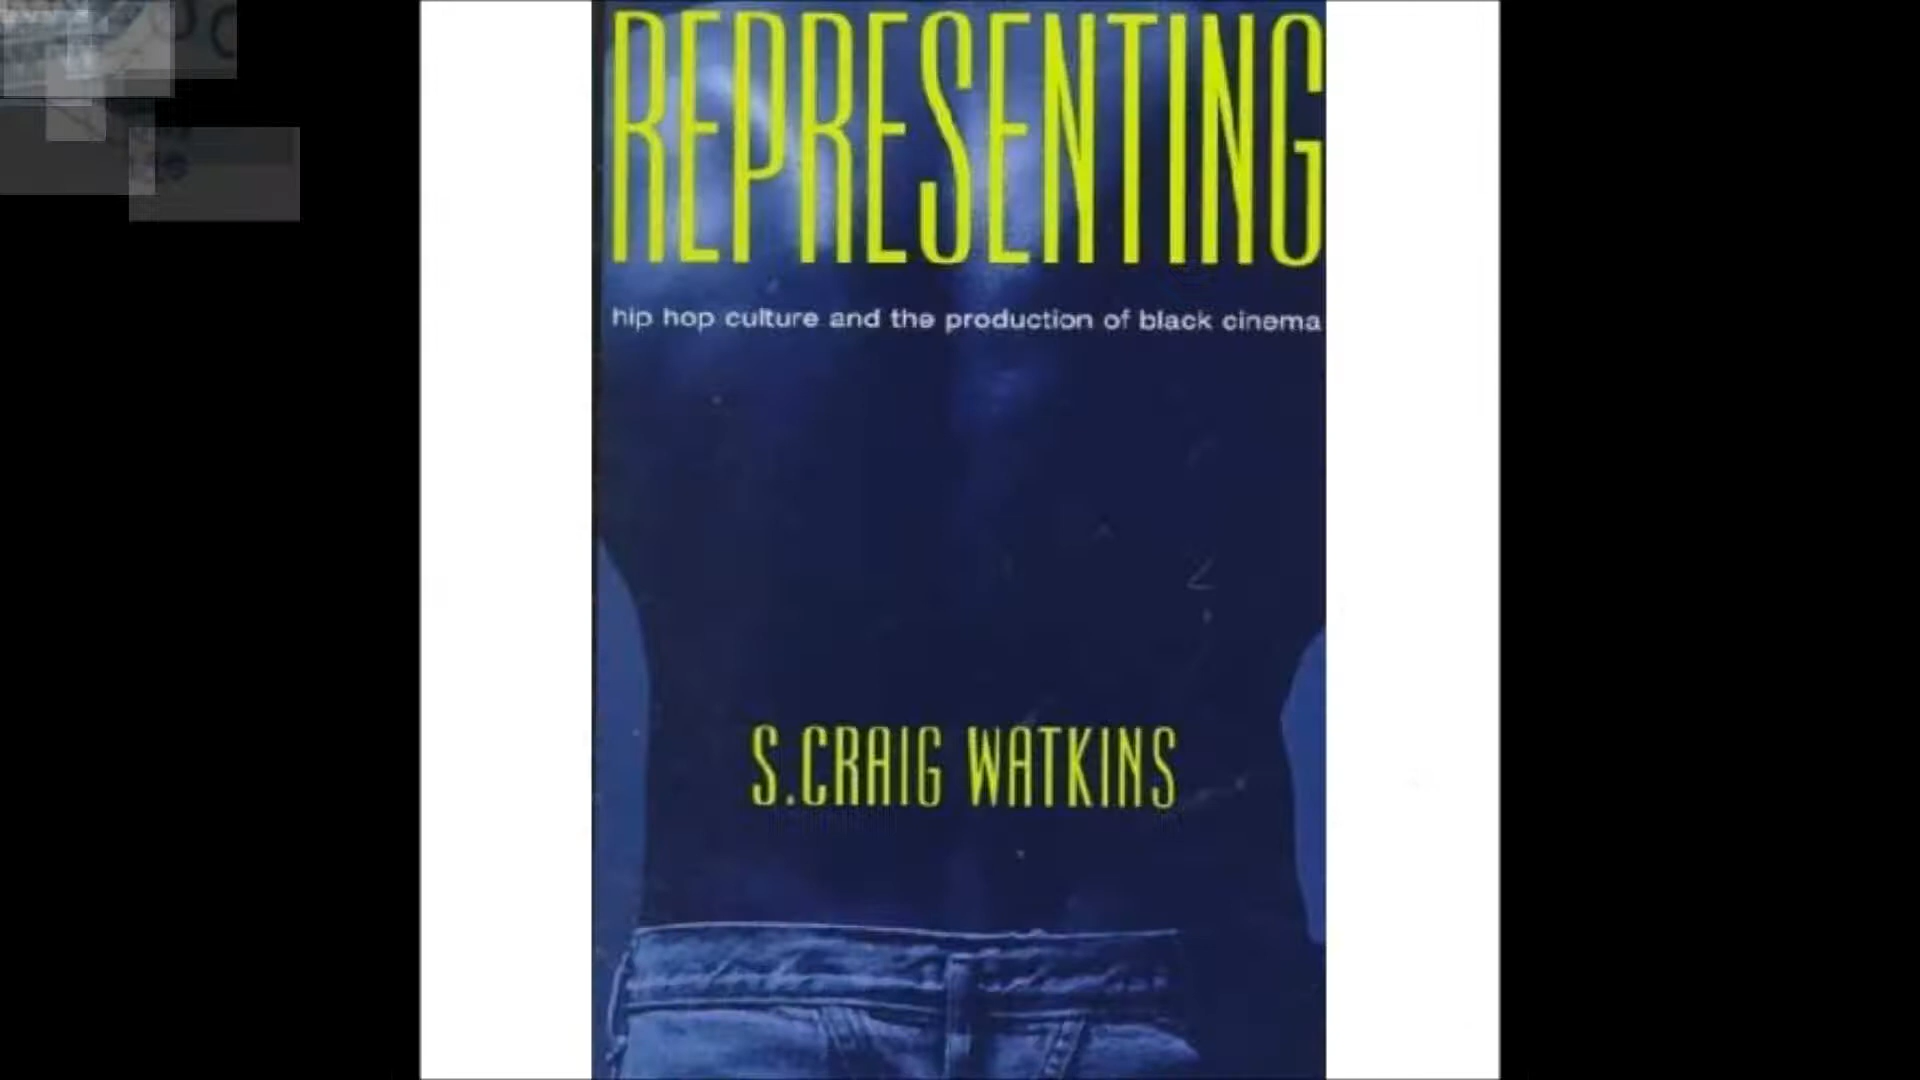 REPRESENTING
hip hop culture and the production of black cinema
S.CRAIG WATKINS